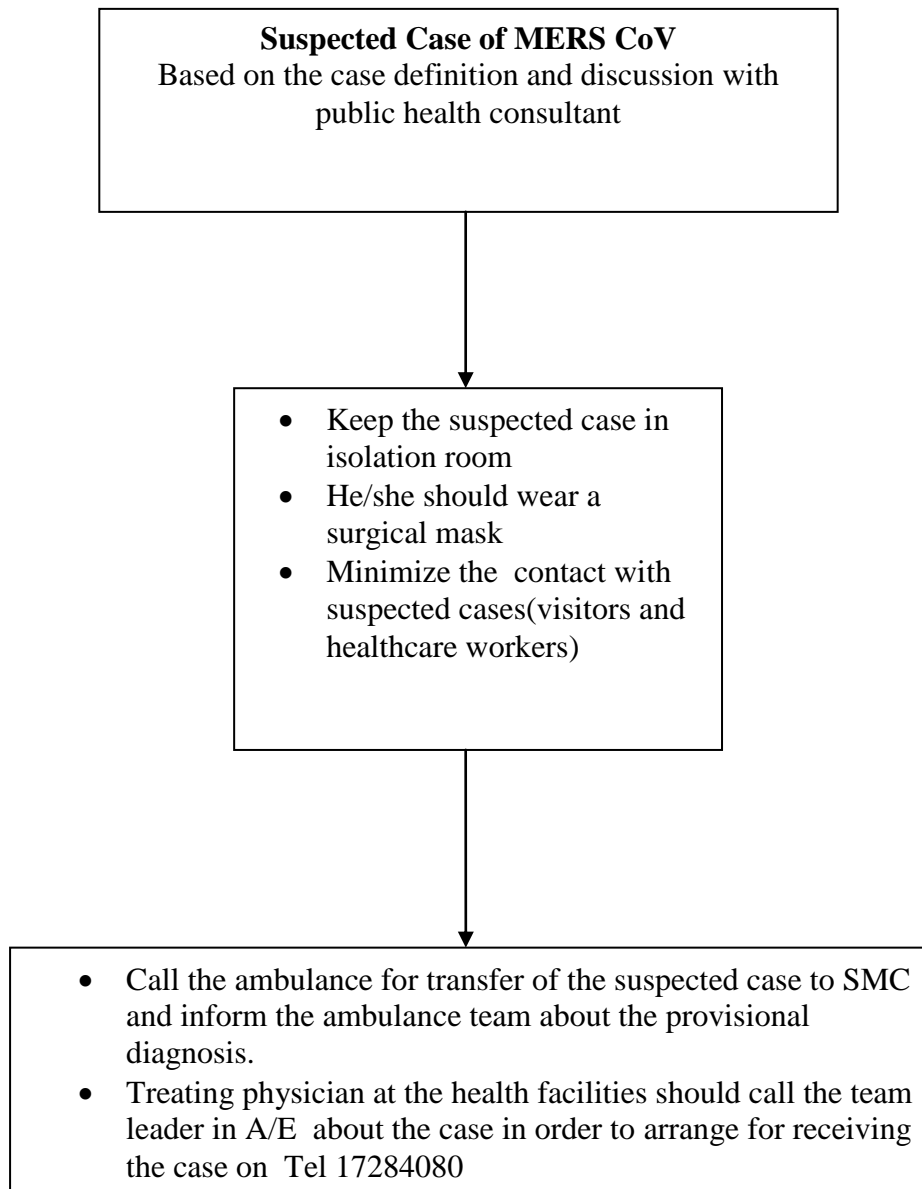 Suspected Case of MERS CoV
Based on the case definition and discussion with
public health consultant
• Keep the suspected case in
isolation room
• He/she should wear a
surgical mask
• Minimize the  contact with
suspected cases(visitors and
healthcare workers)
• Call the ambulance for transfer of the suspected case to SMC
and inform the ambulance team about the provisional
diagnosis.
• Treating physician at the health facilities should call the team
leader in A/E  about the case in order to arrange for receiving
the case on  Tel 17284080